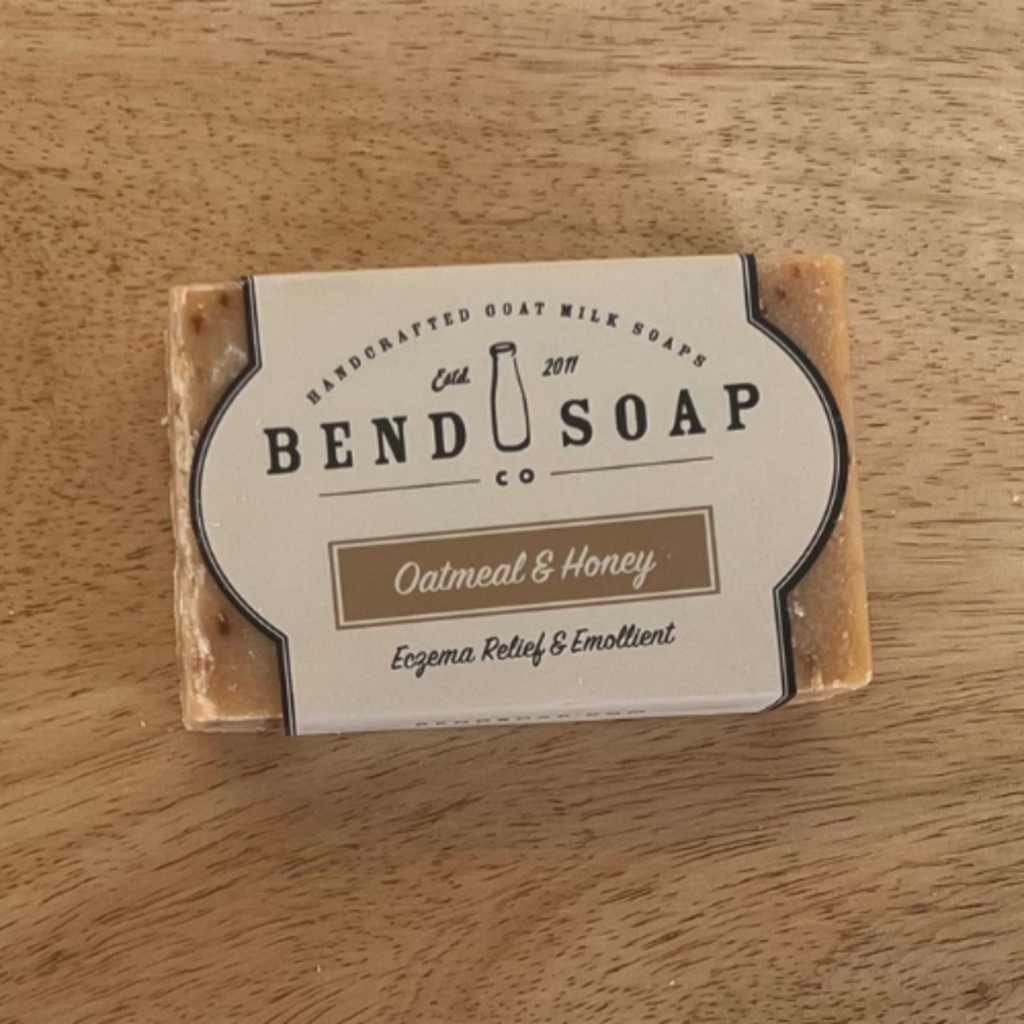 HANDCRAFTED GOAT MILK SOAPS
Estd. 2011
BEND SOAP
CO
Oatmeal & Honey
Eczema Relief & Emollient